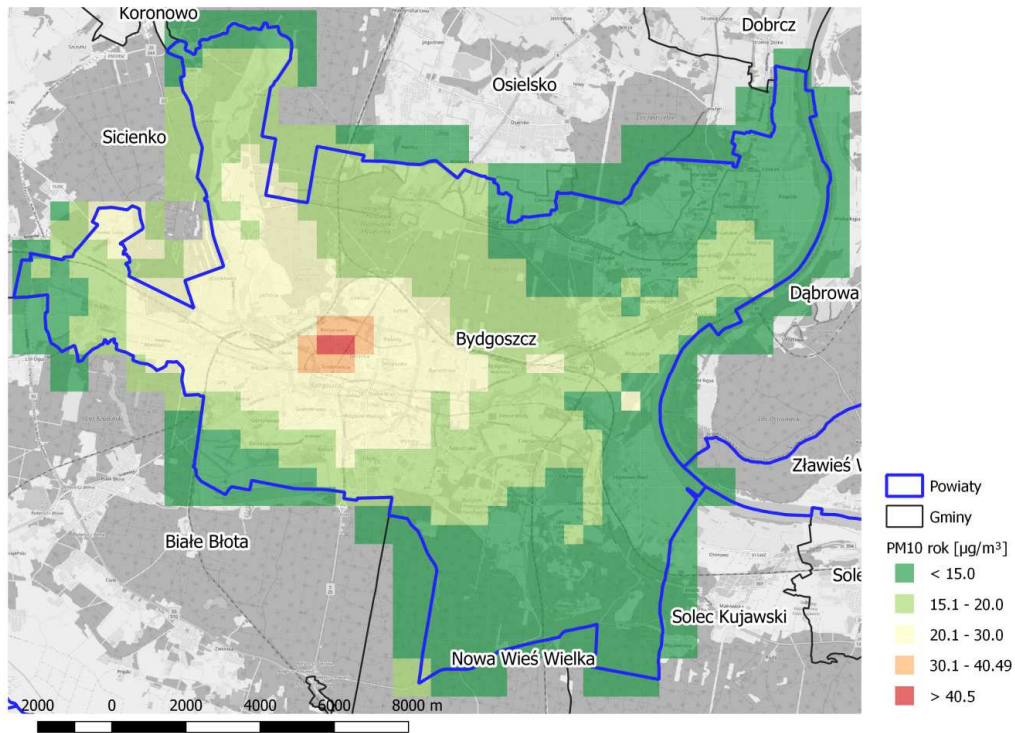 Koronowo
Dobrcz
Osielsko
Sicienko
Dąbrowa
Bydgoszcz
Zławieś W
Białe Błota
Sole
Solec Kujawski
Nowa Wieś Wielka
2000 0 2000 4000 6000 8000 m
Powiaty
Gminy
PM10 rok [µg/m³]
< 15.0
15.1 - 20.0
20.1 - 30.0
30.1 - 40.49
> 40.5